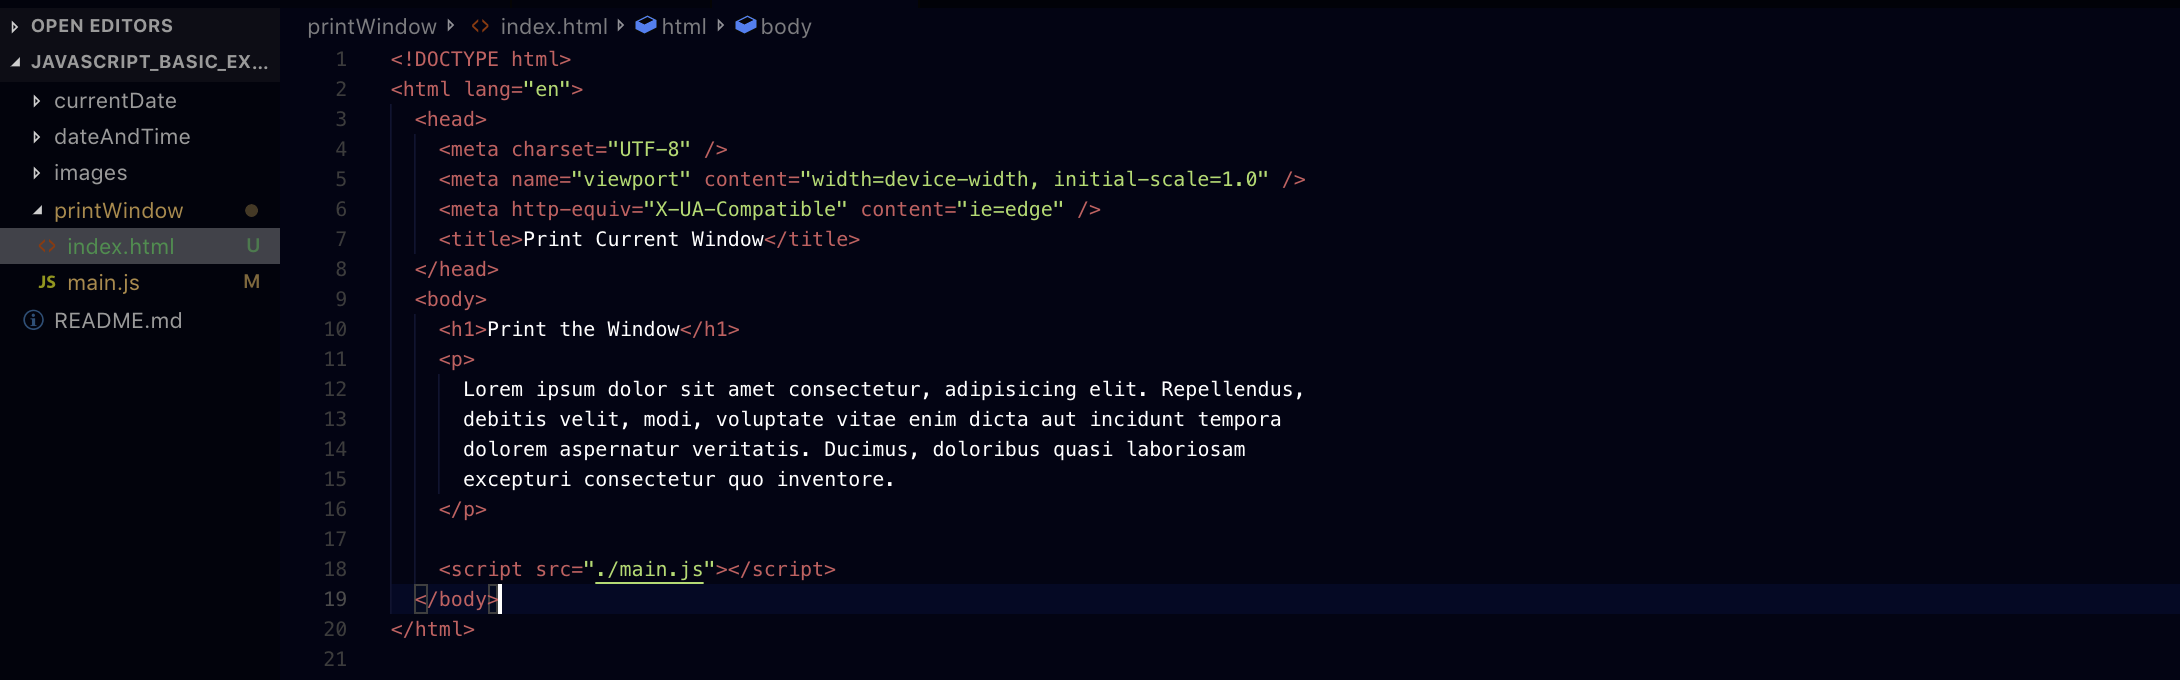 OPEN EDITORS
JAVASCRIPT_BASIC_EX...
currentDate
dateAndTime
images
printWindow
index.html U
JS main.js M
README.md
printWindow index.html html body
1 <!DOCTYPE html>
2 <html lang="en">
3 <head>
4 <meta charset="UTF-8" />
5 <meta name="viewport" content="width=device-width, initial-scale=1.0" />
6 <meta http-equiv="X-UA-Compatible" content="ie=edge" />
7 <title>Print Current Window</title>
8 </head>
9 <body>
10 <h1>Print the Window</h1>
11 <p>
12 Lorem ipsum dolor sit amet consectetur, adipisicing elit. Repellendus,
13 debitis velit, modi, voluptate vitae enim dicta aut incidunt tempora
14 dolorem aspernatur veritatis. Ducimus, doloribus quasi laboriosam
15 excepturi consectetur quo inventore.
16 </p>
17
18 <script src="./main.js"></script>
19 </body>
20 </html>
21